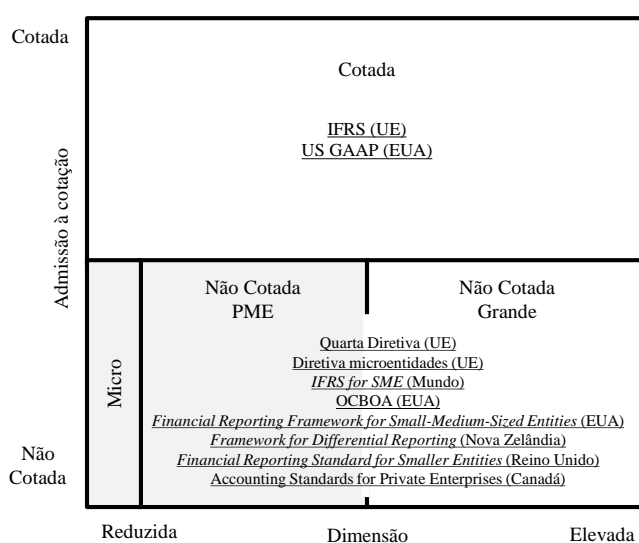 Cotada
Cotada
IFRS (UE)
US GAAP (EUA)
Admissão à cotação
Não Cotada
PME
Não Cotada
Grande
Micro
Quarta Diretiva (UE)
Diretiva microentidades (UE)
IFRS for SME (Mundo)
OCBOA (EUA)
Financial Reporting Framework for Small-Medium-Sized Entities (EUA)
Framework for Differential Reporting (Nova Zelândia)
Financial Reporting Standard for Smaller Entities (Reino Unido)
Accounting Standards for Private Enterprises (Canadá)
Não
Cotada
Reduzida
Dimensão
Elevada